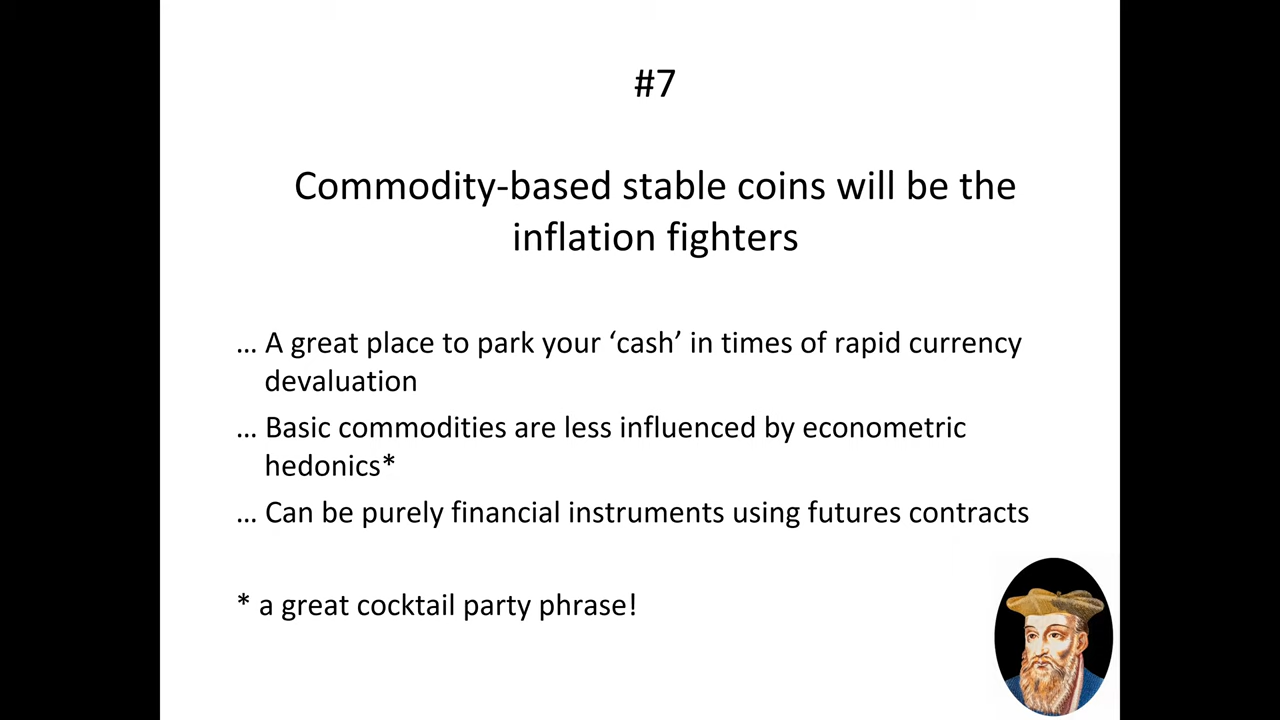 #7
Commodity-based stable coins will be the
inflation fighters
... A great place to park your ‘cash’ in times of rapid currency
devaluation
... Basic commodities are less influenced by econometric
hedonics*
... Can be purely financial instruments using futures contracts
* a great cocktail party phrase!